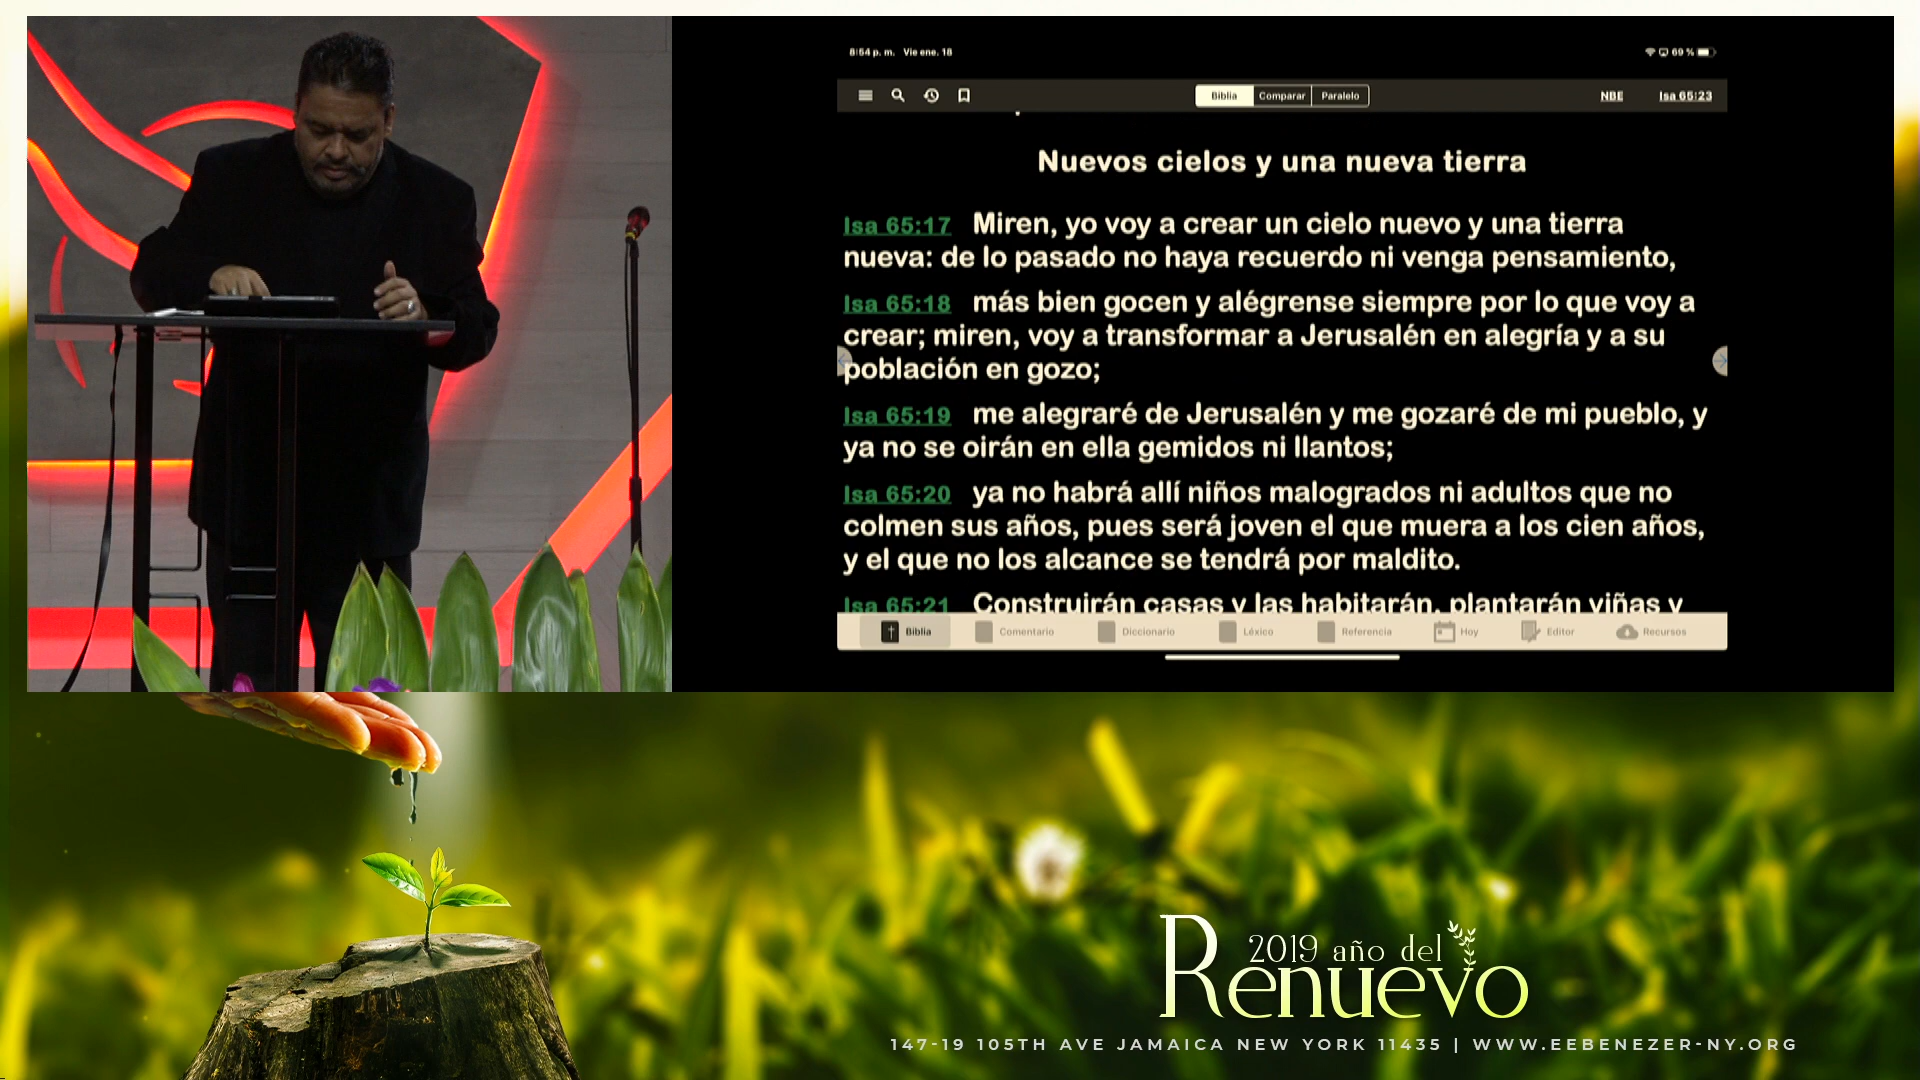 8:54 p. m. Vie ene. 18
69 %
Biblia Comparar Paralelo
NBE Isa 65:23
Nuevos cielos y una nueva tierra
Isa 65:17 Miren, yo voy a crear un cielo nuevo y una tierra
nueva: de lo pasado no haya recuerdo ni venga pensamiento,
Isa 65:18 más bien gocen y alégrense siempre por lo que voy a
crear; miren, voy a transformar a Jerusalén en alegría y a su
población en gozo;
Isa 65:19 me alegraré de Jerusalén y me gozaré de mi pueblo, y
ya no se oirán en ella gemidos ni llantos;
Isa 65:20 ya no habrá allí niños malogrados ni adultos que no
colmen sus años, pues será joven el que muera a los cien años,
y el que no los alcance se tendrá por maldito.
Isa 65:21 Construirán casas y las habitarán, plantarán viñas y
Biblia Comentario Diccionario Léxico Referencia Hoy Editor Recursos
2019 año del
Renuevo
147-19 105TH AVE JAMAICA NEW YORK 11435 | WWW.EEBENEZER-NY.ORG